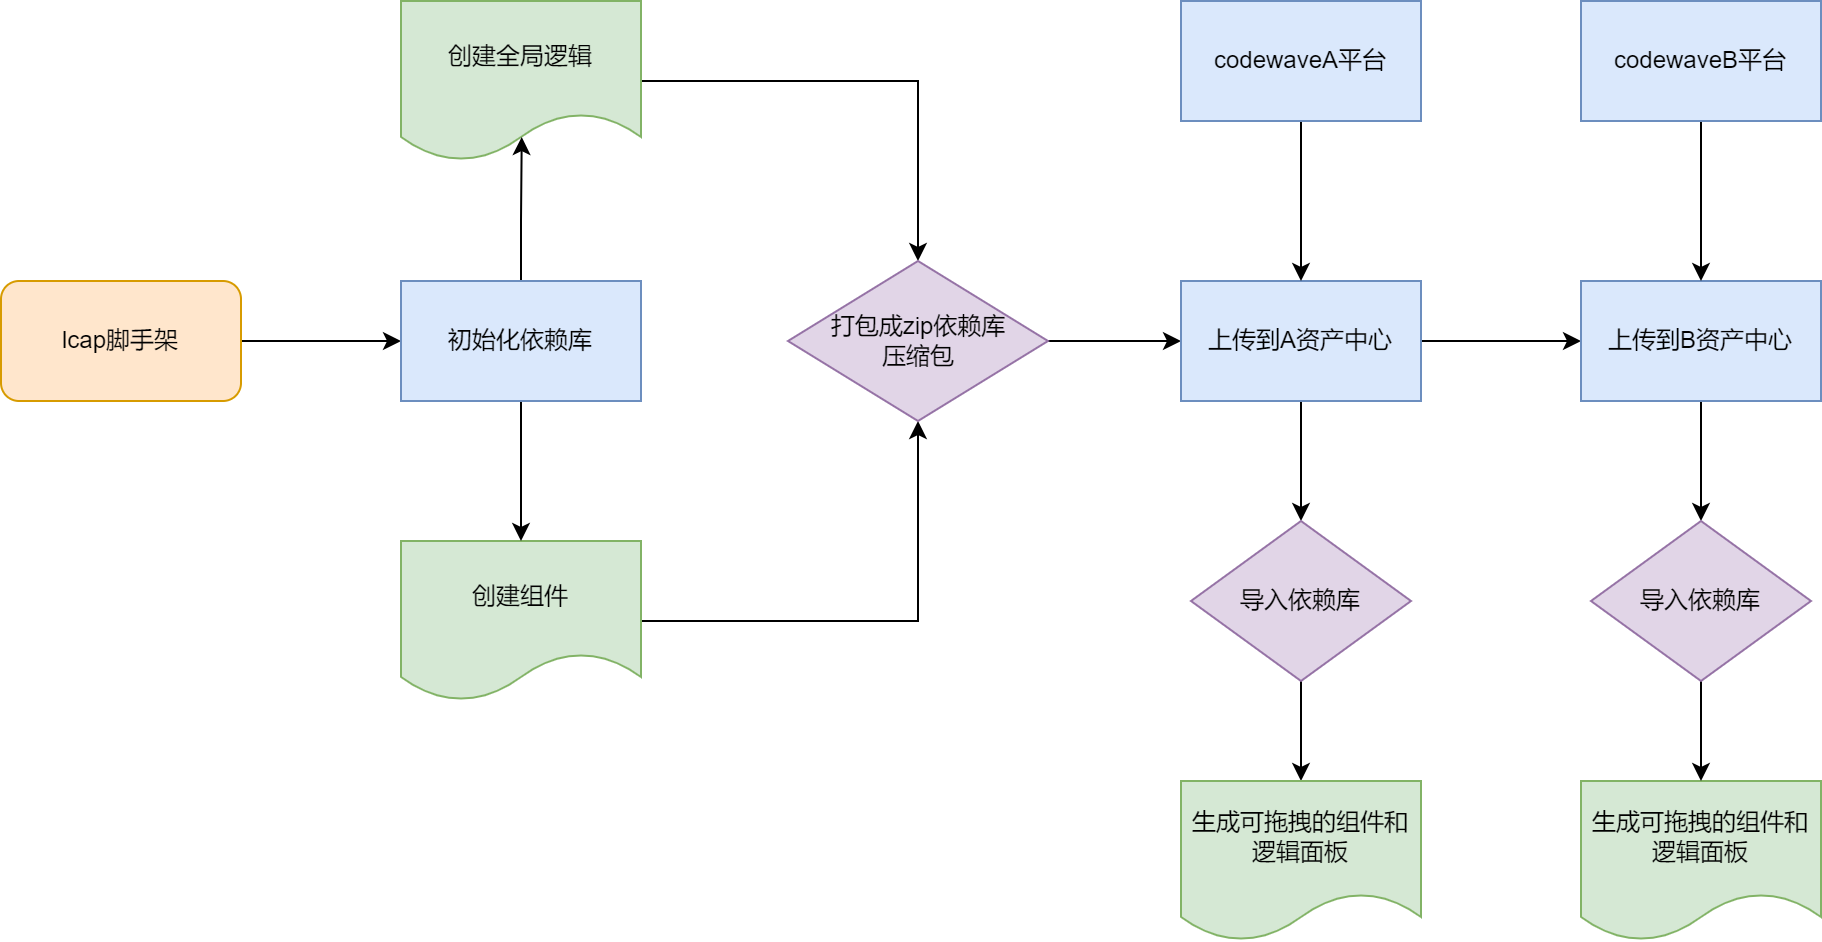 创建全局逻辑
codewaveA平台
codewaveB平台
lcap脚手架
初始化依赖库
打包成zip依赖库
压缩包
上传到A资产中心
上传到B资产中心
创建组件
导入依赖库
导入依赖库
生成可拖拽的组件和
逻辑面板
生成可拖拽的组件和
逻辑面板